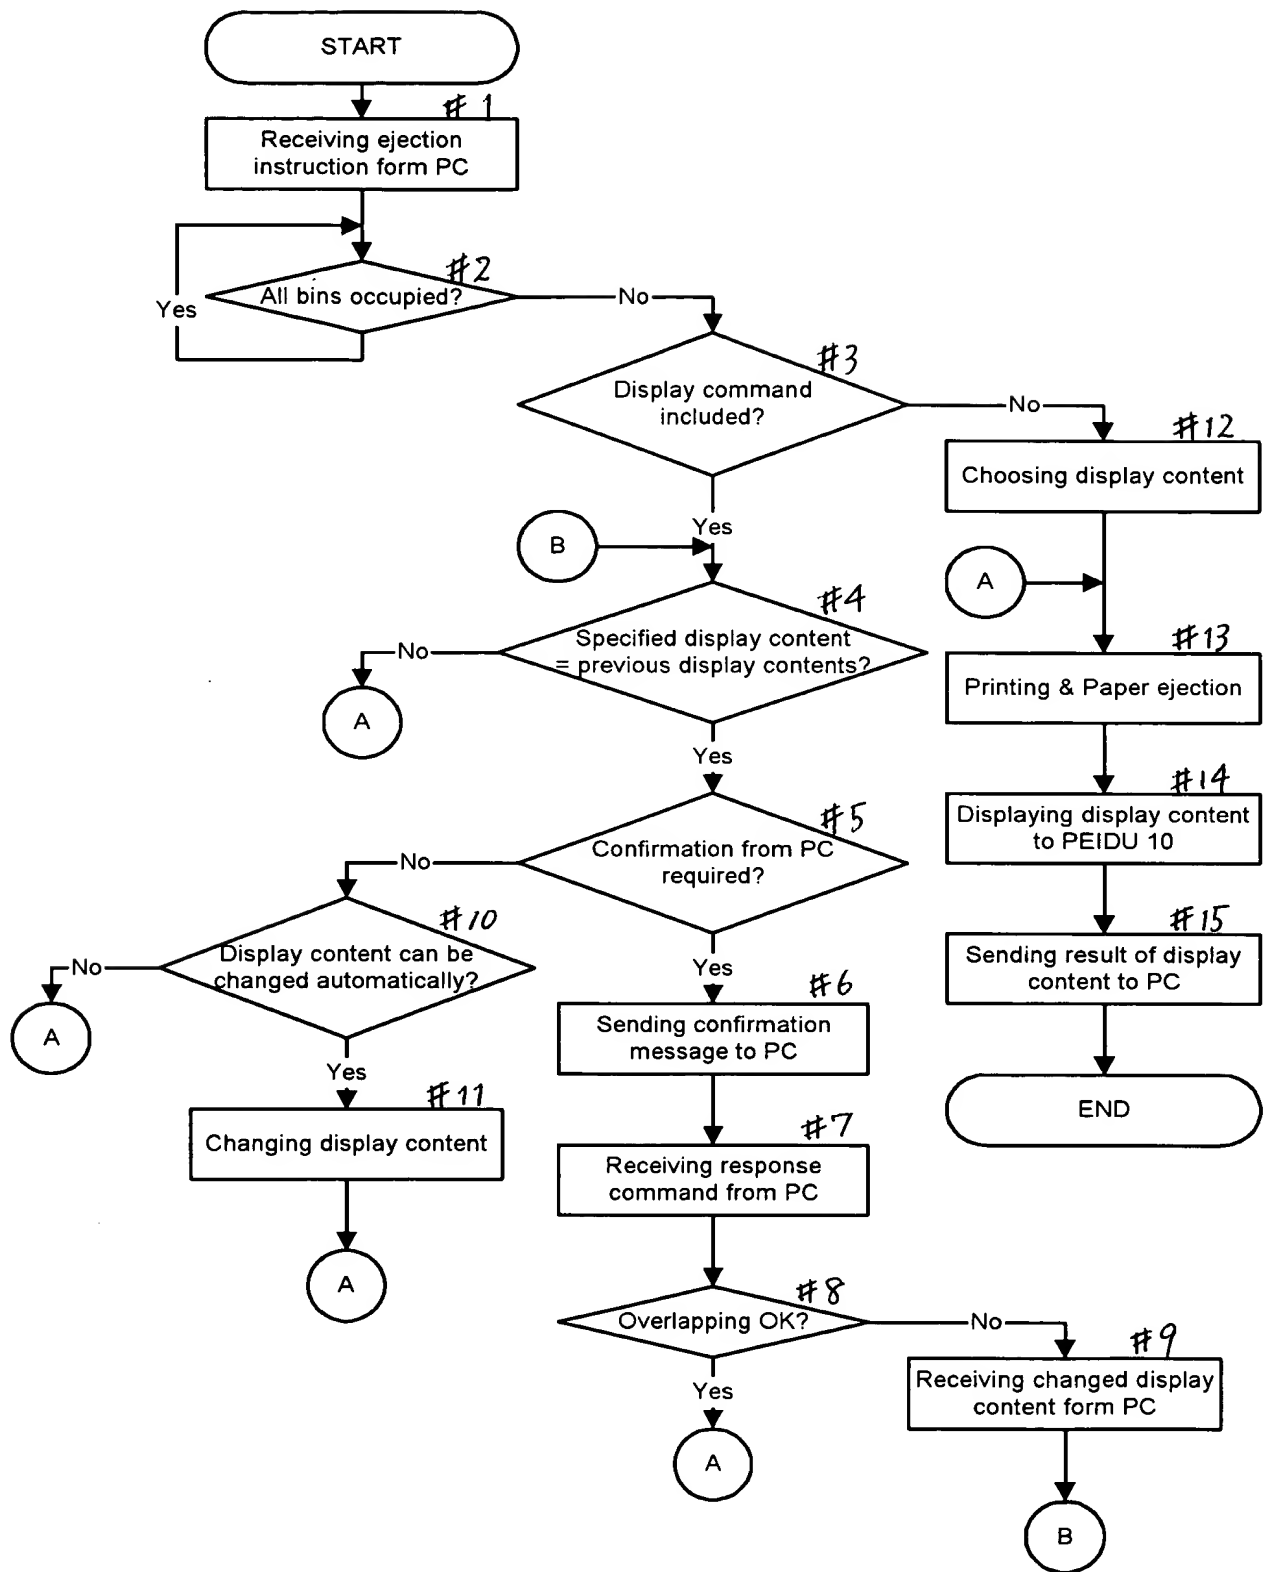 START
#1
Receiving ejection
instruction form PC
#2
All bins occupied?
Yes
No
#3
Display command
included?
No
#12
Choosing display content
Yes
B
A
#4
Specified display content
= previous display contents?
No
A
#13
Printing & Paper ejection
Yes
#14
Displaying display content
to PEIDU 10
#5
Confirmation from PC
required?
No
#10
Display content can be
changed automatically?
No
A
Yes
#15
Sending result of display
content to PC
#6
Sending confirmation
message to PC
Yes
#11
Changing display content
END
#7
Receiving response
command from PC
A
#8
Overlapping OK?
No
#9
Receiving changed display
content form PC
Yes
A
B